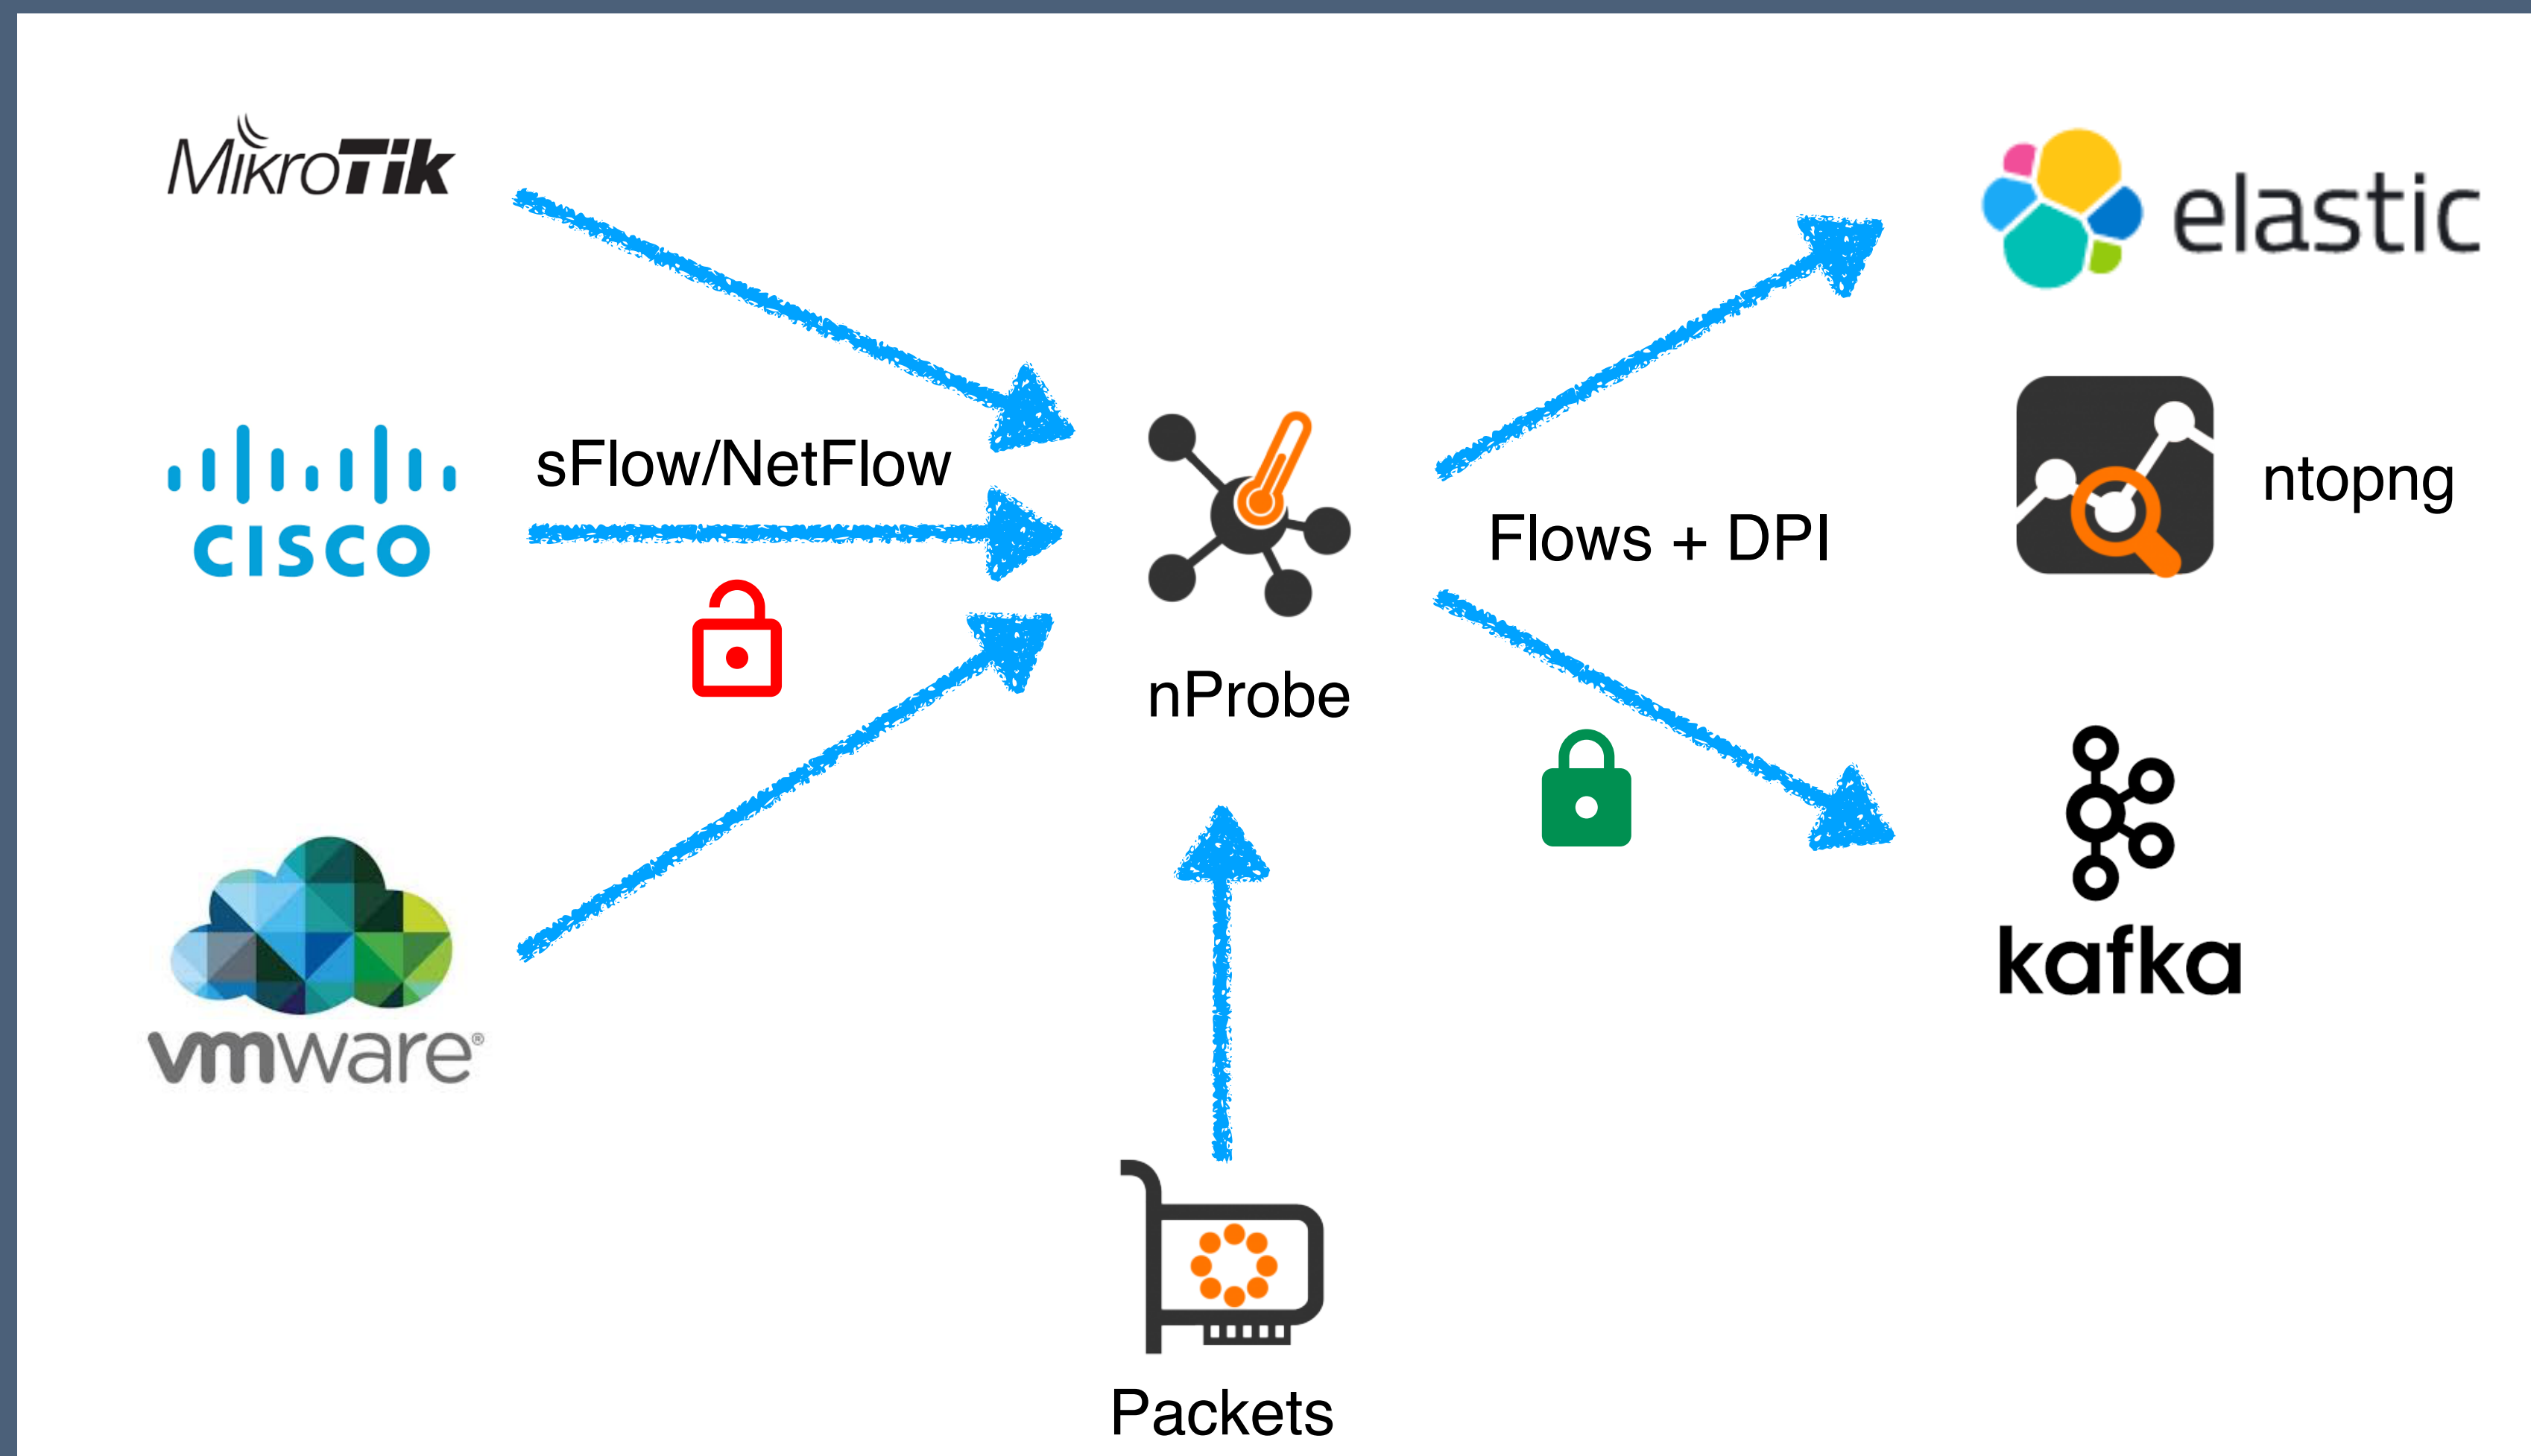 MikroTik
elastic
sFlow/NetFlow
CISCO
ntopng
Flows + DPI
nProbe
kafka
vmware®
Packets